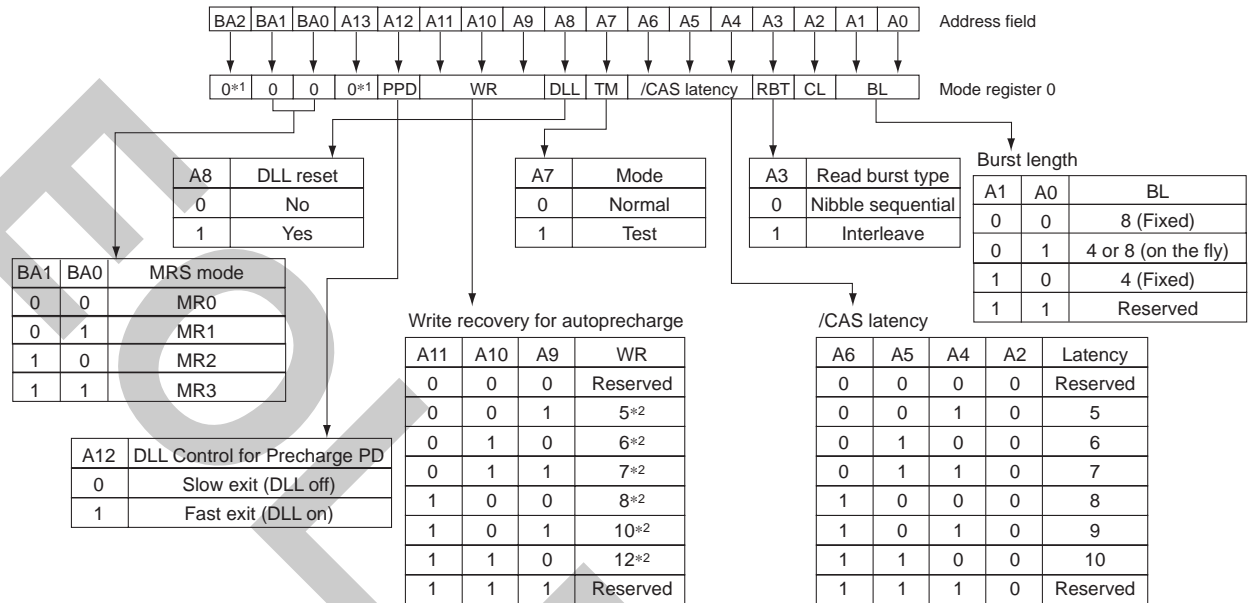 BA2 BA1 BA0 A13 A12 A11 A10 A9 A8 A7 A6 A5 A4 A3 A2 A1 A0 Address field
0*1 0 0 0*1 PPD WR DLL TM /CAS latency RBT CL BL Mode register 0
A8 DLL reset
0 No
1 Yes
A7 Mode
0 Normal
1 Test
A3 Read burst type
0 Nibble sequential
1 Interleave
Burst length
A1 A0 BL
0 0 8 (Fixed)
0 1 4 or 8 (on the fly)
1 0 4 (Fixed)
1 1 Reserved
BA1 BA0 MRS mode
0 0 MR0
0 1 MR1
1 0 MR2
1 1 MR3
A12 DLL Control for Precharge PD
0 Slow exit (DLL off)
1 Fast exit (DLL on)
Write recovery for autoprecharge
A11 A10 A9 WR
0 0 0 Reserved
0 0 1 5*2
0 1 0 6*2
0 1 1 7*2
1 0 0 8*2
1 0 1 10*2
1 1 0 12*2
1 1 1 Reserved
/CAS latency
A6 A5 A4 A2 Latency
0 0 0 0 Reserved
0 0 1 0 5
0 1 0 0 6
0 1 1 0 7
1 0 0 0 8
1 0 1 0 9
1 1 0 0 10
1 1 1 0 Reserved